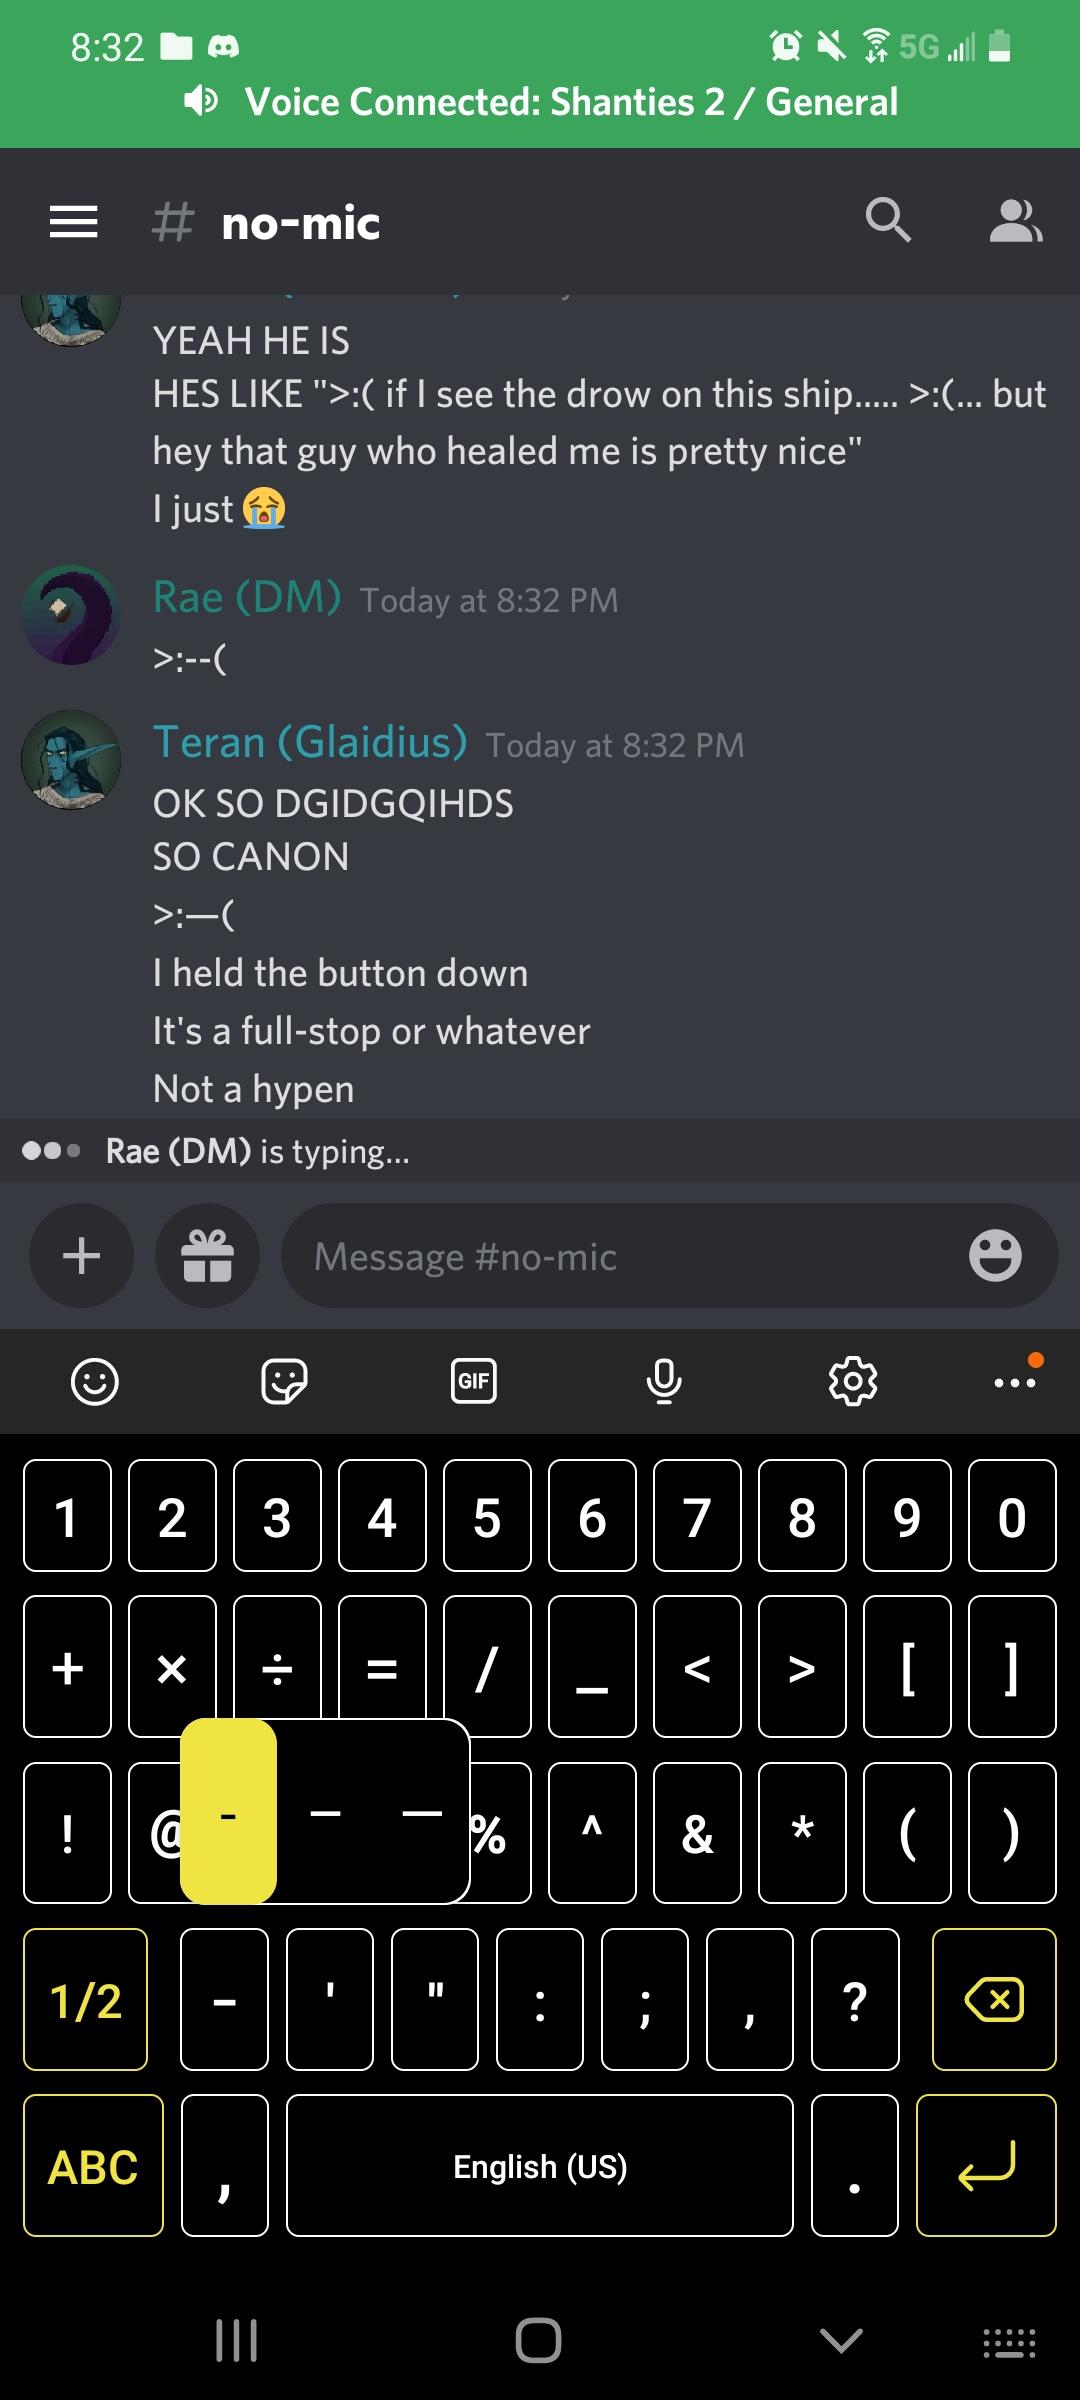 8:32
5G
Voice Connected: Shanties 2 / General
# no-mic
YEAH HE IS
HES LIKE ">:( if I see the drow on this ship..... >:(... but
hey that guy who healed me is pretty nice"
I just 😭
Rae (DM) Today at 8:32 PM
>:--(
Teran (Glaidius) Today at 8:32 PM
OK SO DGIDGQIHDS
SO CANON
>:—(
I held the button down
It's a full-stop or whatever
Not a hypen
Rae (DM) is typing...
Message #no-mic
GIF
1 2 3 4 5 6 7 8 9 0
+ × ÷ = / _ < > [ ]
! @ - – — % ^ & * ( )
1/2 - ' " : ; , ?
ABC , English (US) .